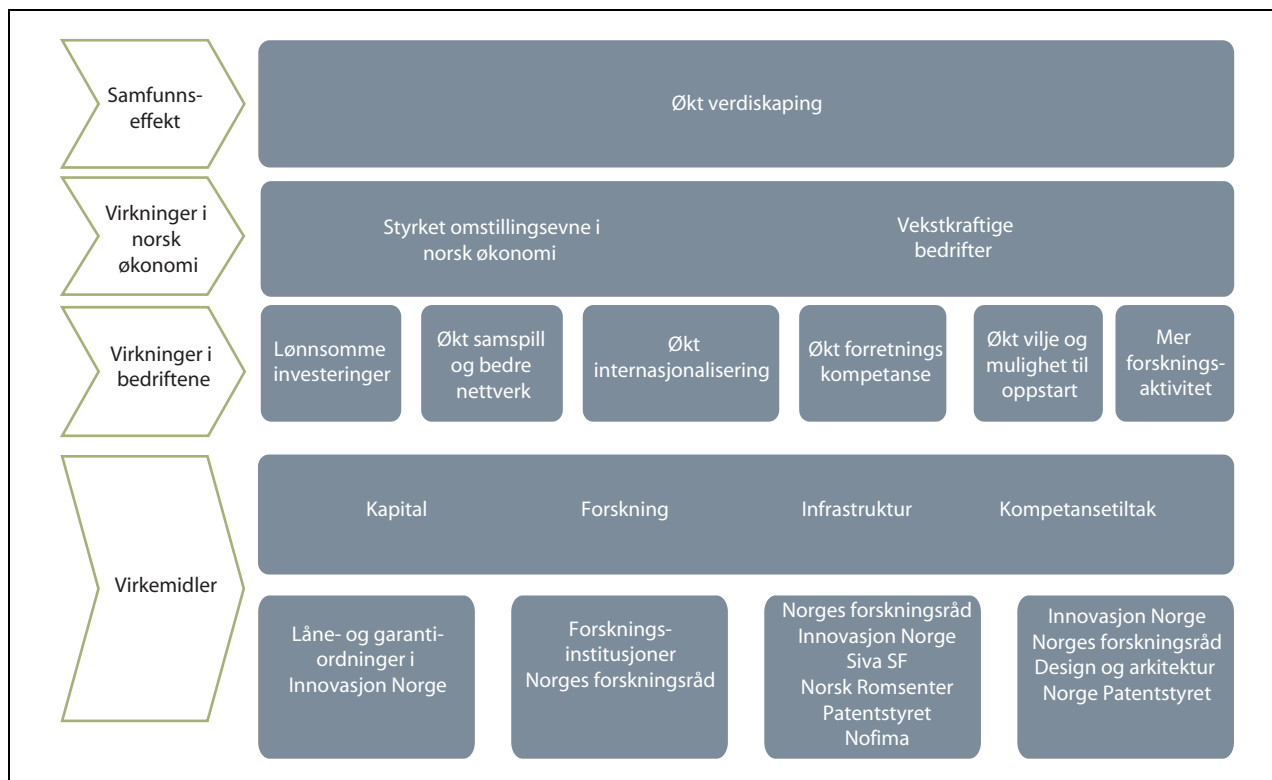 Samfunns-
effekt
Økt verdiskaping
Virkninger i
norsk
økonomi
Styrket omstillingsevne i
norsk økonomi
Vekstkraftige
bedrifter
Virkninger i
bedriftene
Lønnsomme
investeringer
Økt samspill
og bedre
nettverk
Økt
internasjonalisering
Økt forretnings
kompetanse
Økt vilje og
mulighet til
oppstart
Mer
forsknings-
aktivitet
Virkemidler
Kapital
Forskning
Infrastruktur
Kompetansetiltak
Låne- og garanti-
ordninger i
Innovasjon Norge
Forsknings-
institusjoner
Norges forskningsråd
Norges forskningsråd
Innovasjon Norge
Siva SF
Norsk Romsenter
Patentstyret
Nofima
Innovasjon Norge
Norges forskningsråd
Design og arkitektur
Norge Patentstyret